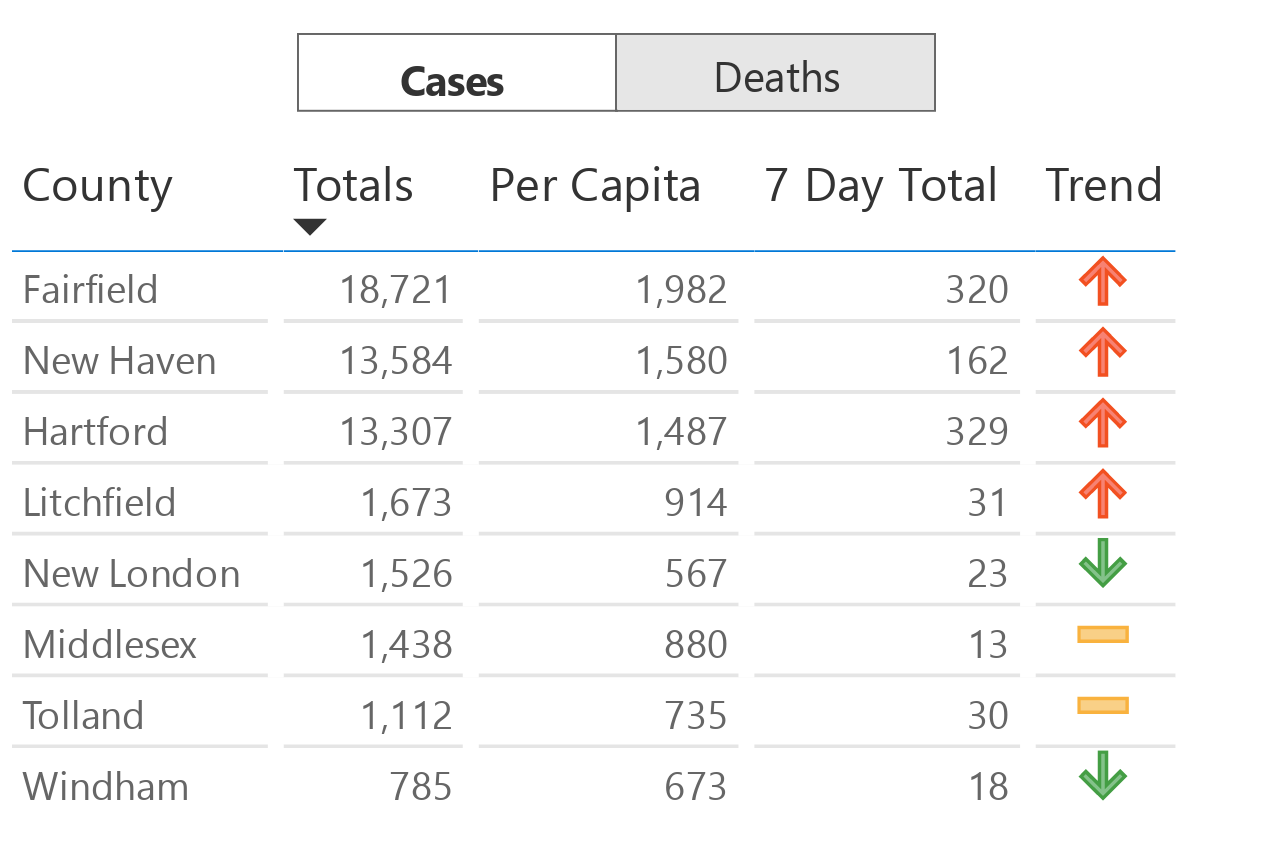 Cases Deaths
County Totals Per Capita 7 Day Total Trend
Fairfield 18,721 1,982 320
New Haven 13,584 1,580 162
Hartford 13,307 1,487 329
Litchfield 1,673 914 31
New London 1,526 567 23
Middlesex 1,438 880 13
Tolland 1,112 735 30
Windham 785 673 18